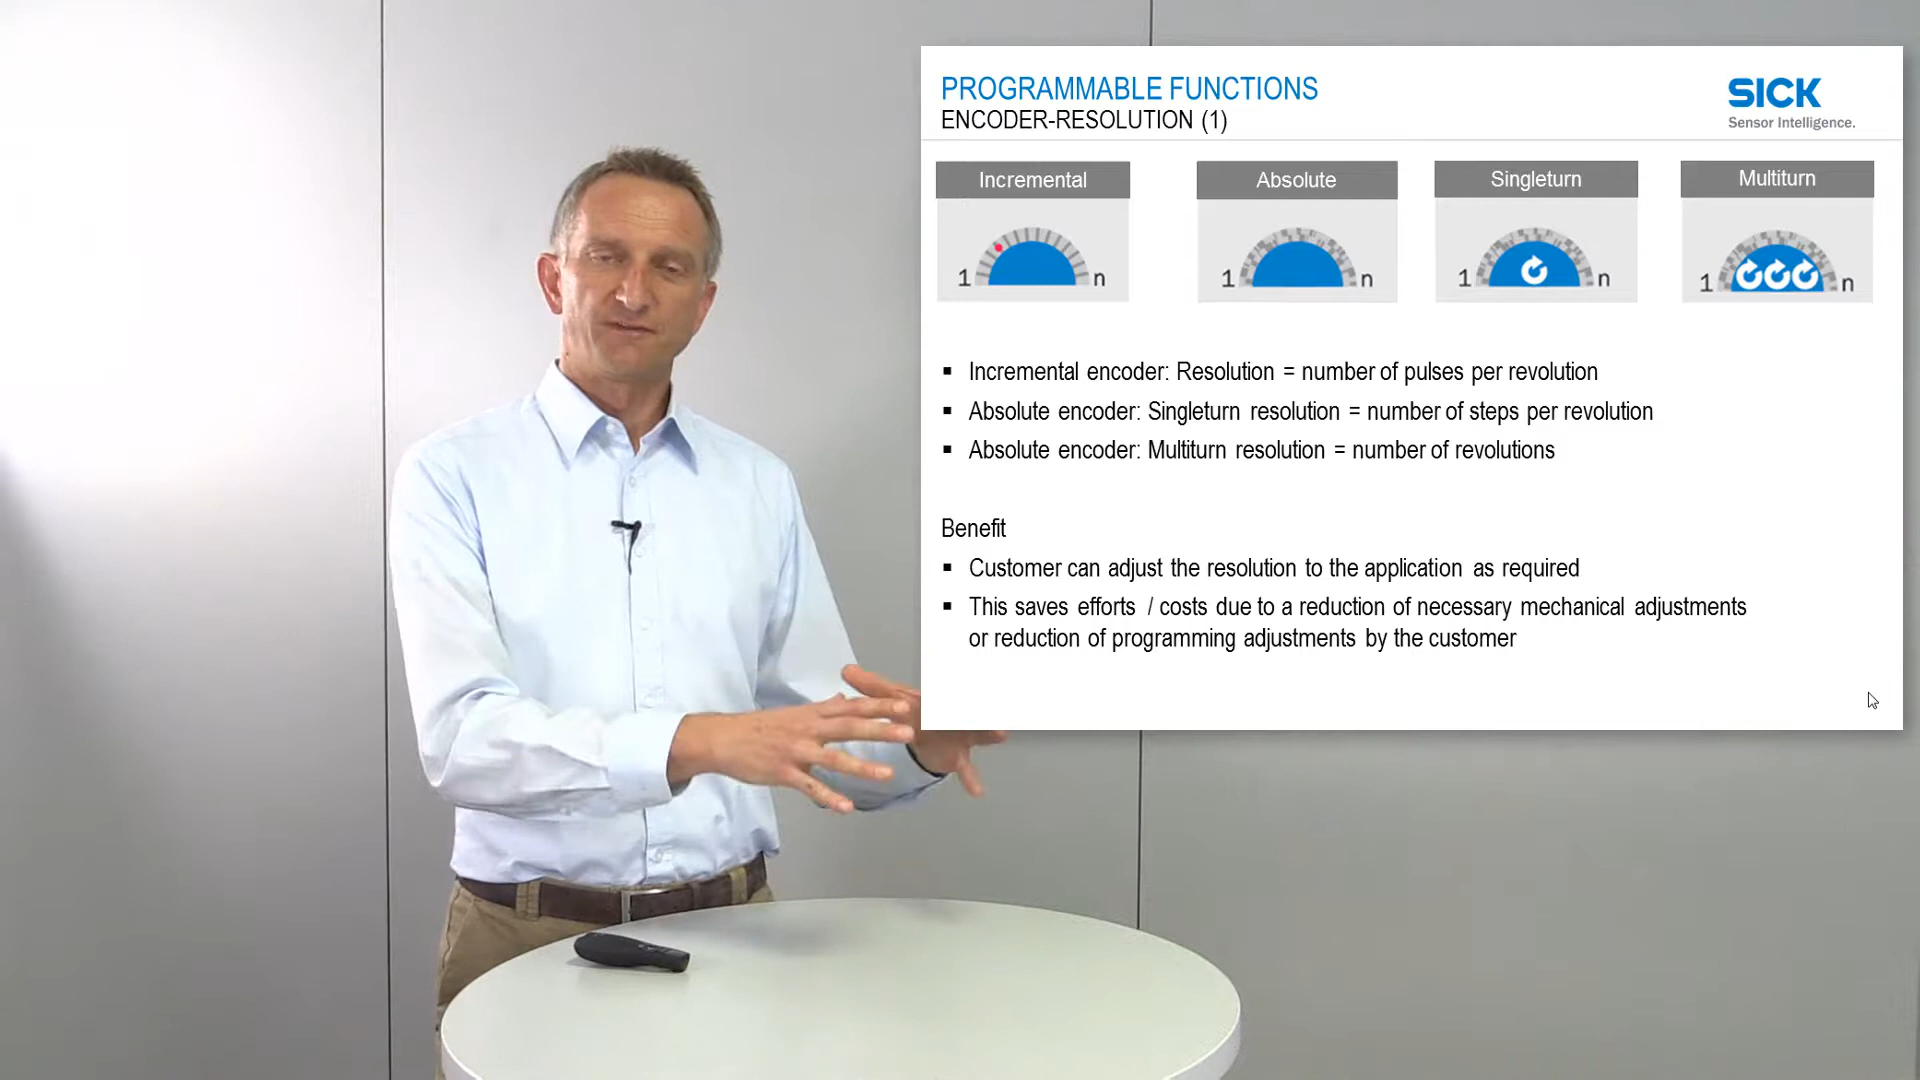 PROGRAMMABLE FUNCTIONS
ENCODER-RESOLUTION (1)
SICK
Sensor Intelligence.
Incremental
Absolute
Singleturn
Multiturn
1 n
1 n
1 n
1 n
▪ Incremental encoder: Resolution = number of pulses per revolution
▪ Absolute encoder: Singleturn resolution = number of steps per revolution
▪ Absolute encoder: Multiturn resolution = number of revolutions
Benefit
▪ Customer can adjust the resolution to the application as required
▪ This saves efforts / costs due to a reduction of necessary mechanical adjustments
or reduction of programming adjustments by the customer